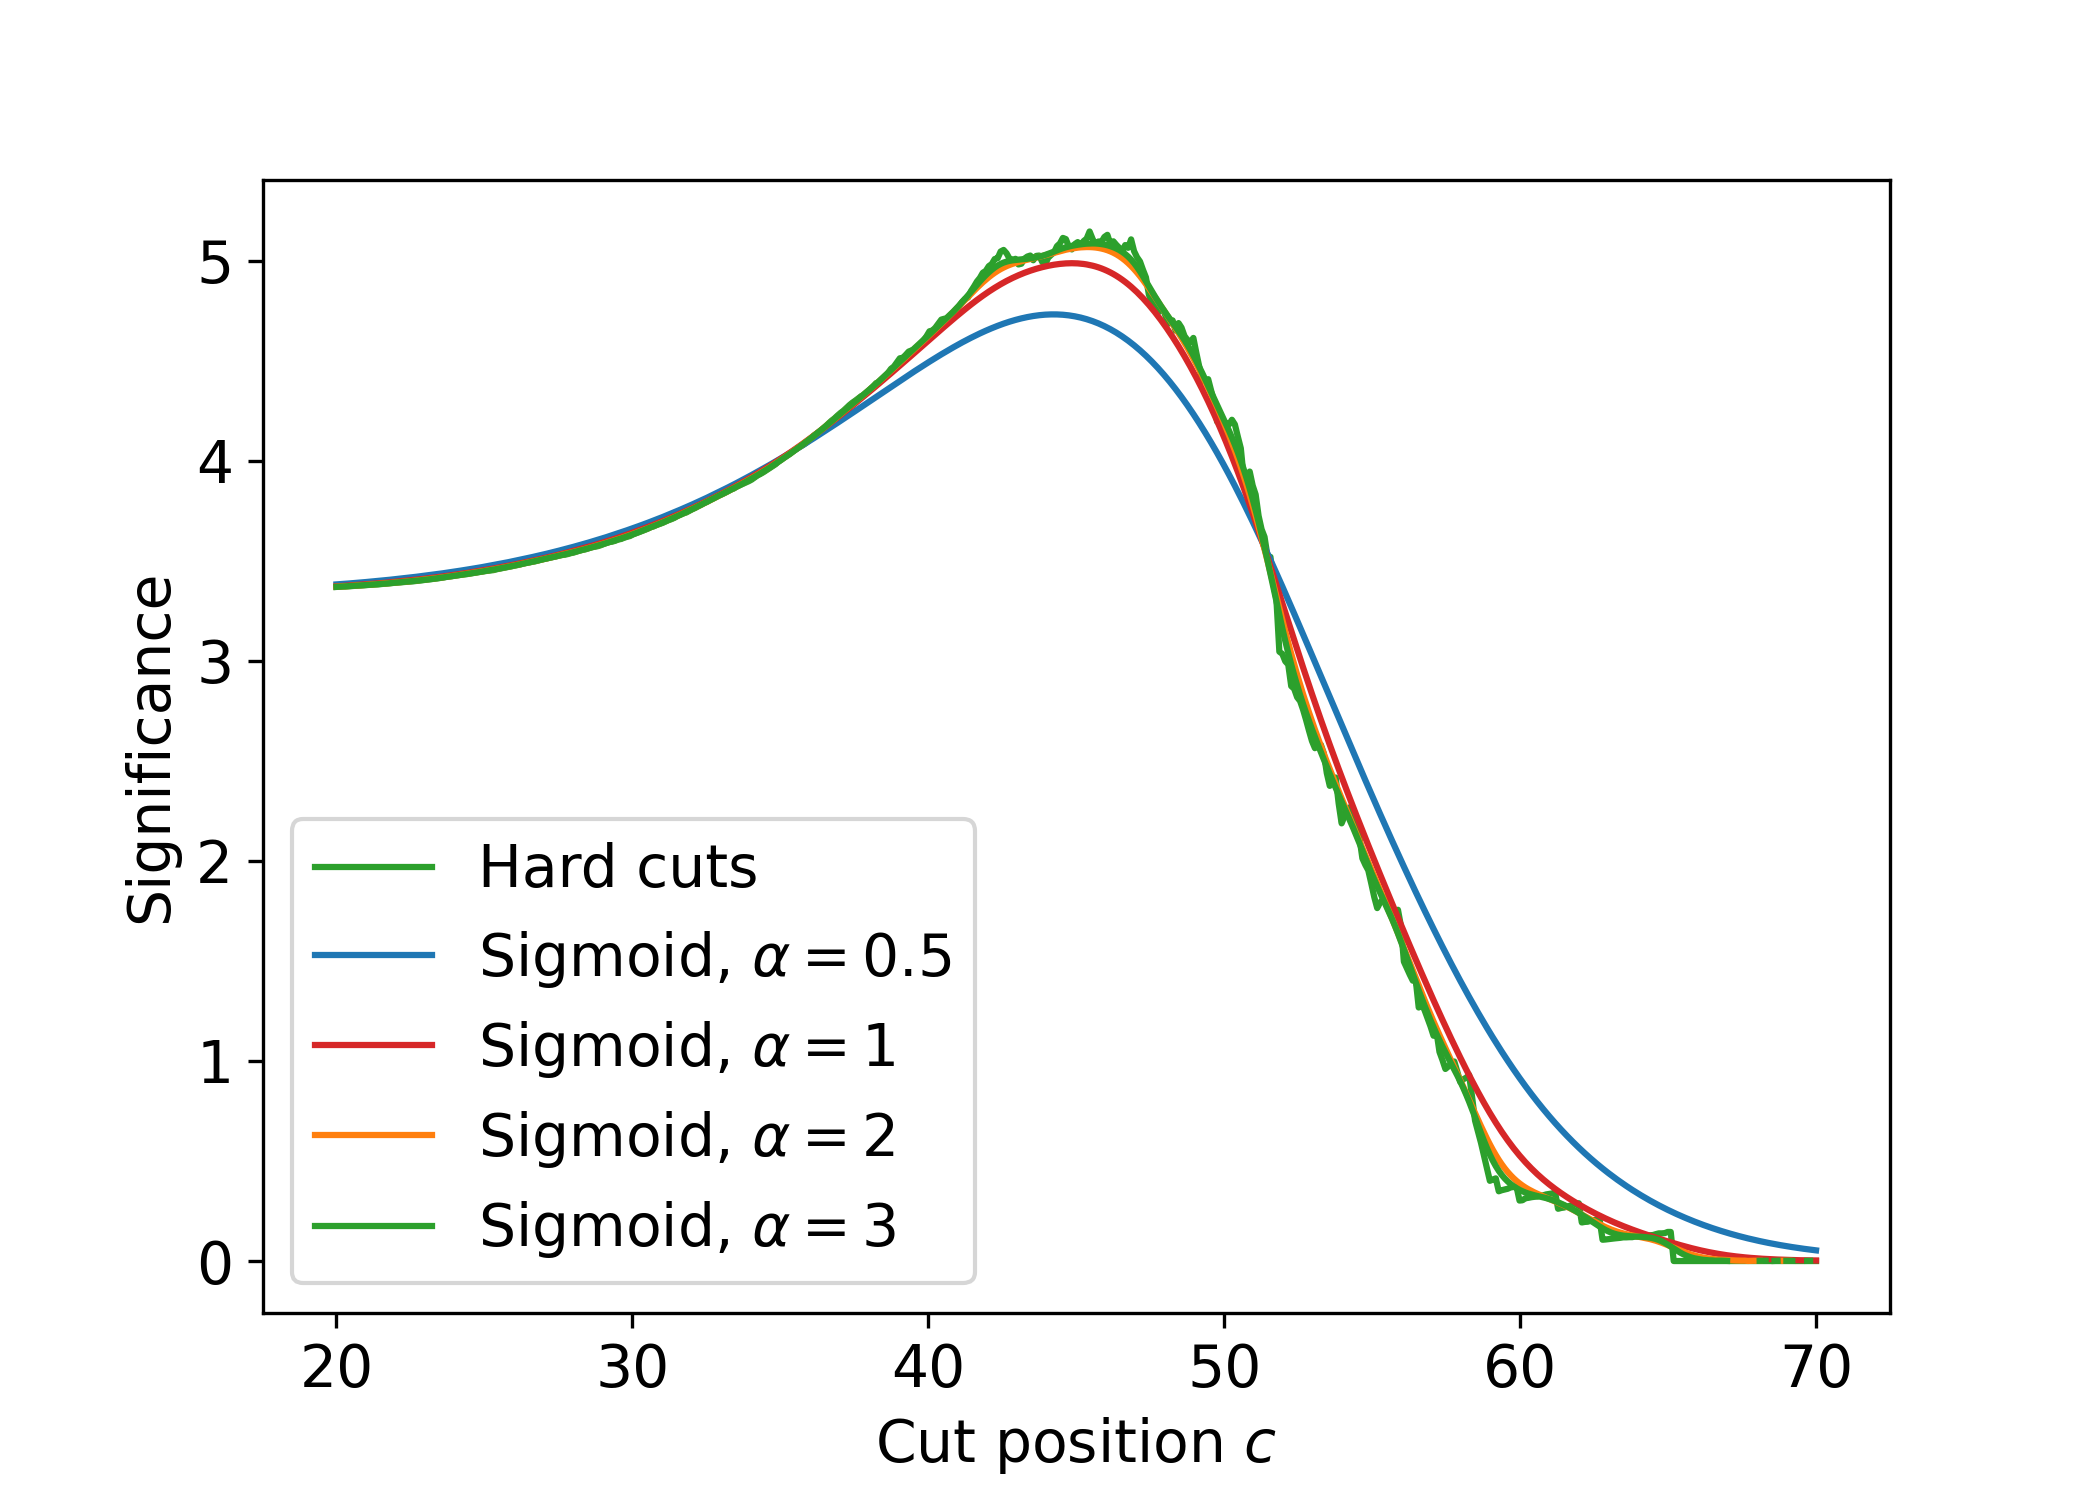 5
4
3
2
1
0
Significance
Hard cuts
Sigmoid, α = 0.5
Sigmoid, α = 1
Sigmoid, α = 2
Sigmoid, α = 3
20 30 40 50 60 70
Cut position c